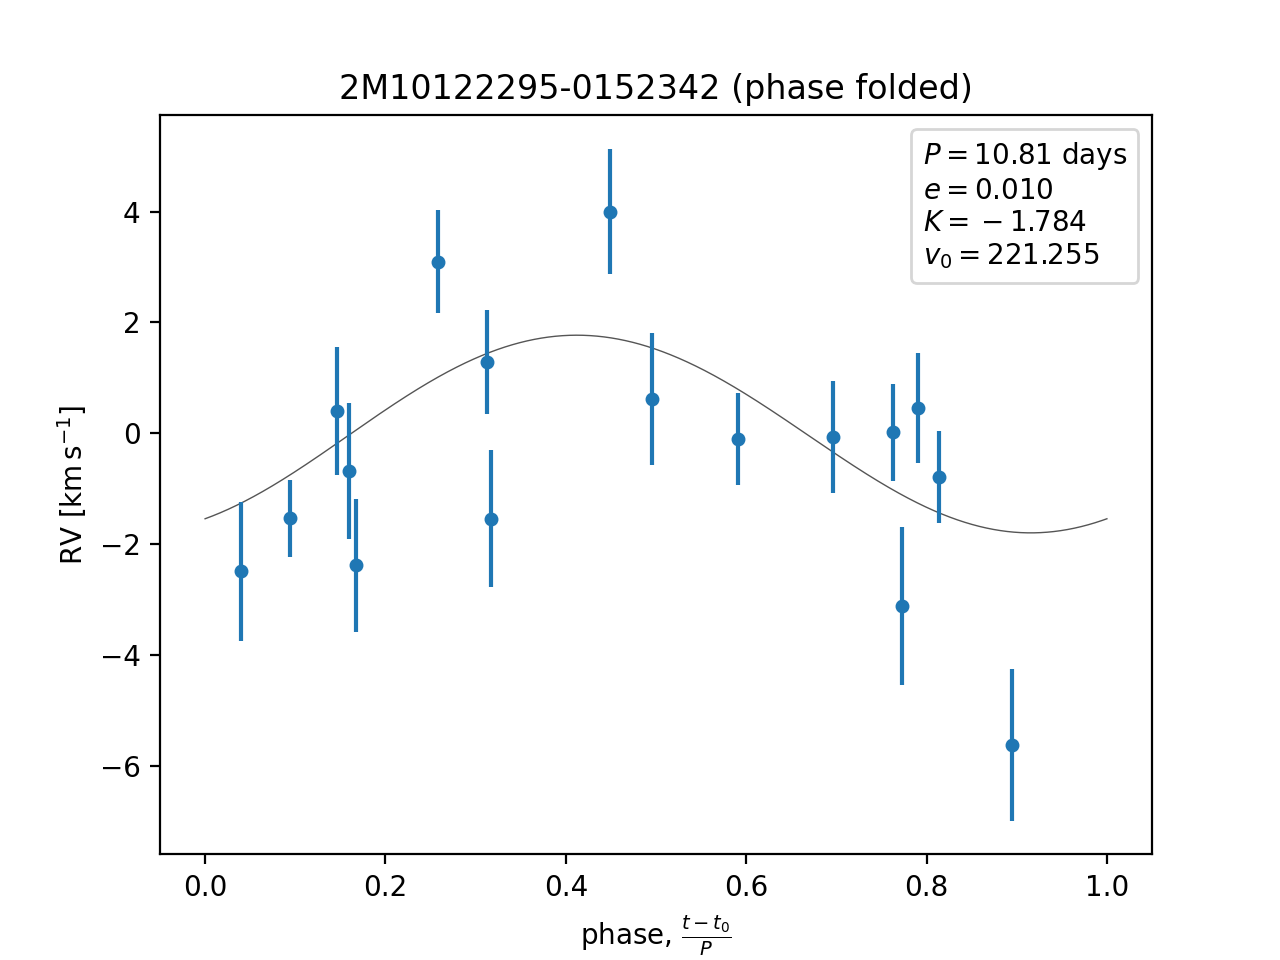 2M10122295-0152342 (phase folded)
P = 10.81 days
e = 0.010
K = −1.784
v₀ = 221.255
4
2
0
−2
−4
−6
RV [km s⁻¹]
0.0 0.2 0.4 0.6 0.8 1.0
phase, (t − t₀)/P